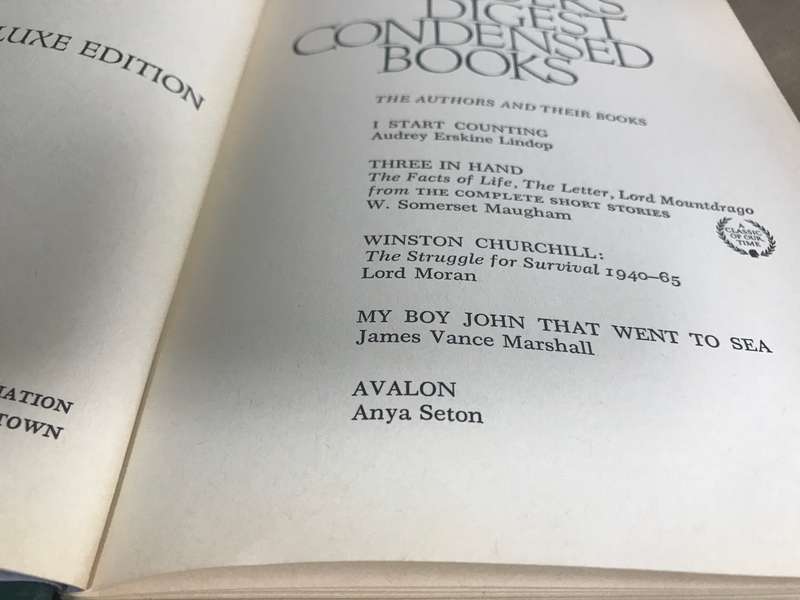 LUXE EDITION
IATION
TOWN
DIGEST
CONDENSED
BOOKS
THE AUTHORS AND THEIR BOOKS
I START COUNTING
Audrey Erskine Lindop
THREE IN HAND
The Facts of Life, The Letter, Lord Mountdrago
from THE COMPLETE SHORT STORIES
W. Somerset Maugham
A
CLASSIC
OF OUR
TIME
WINSTON CHURCHILL:
The Struggle for Survival 1940–65
Lord Moran
MY BOY JOHN THAT WENT TO SEA
James Vance Marshall
AVALON
Anya Seton